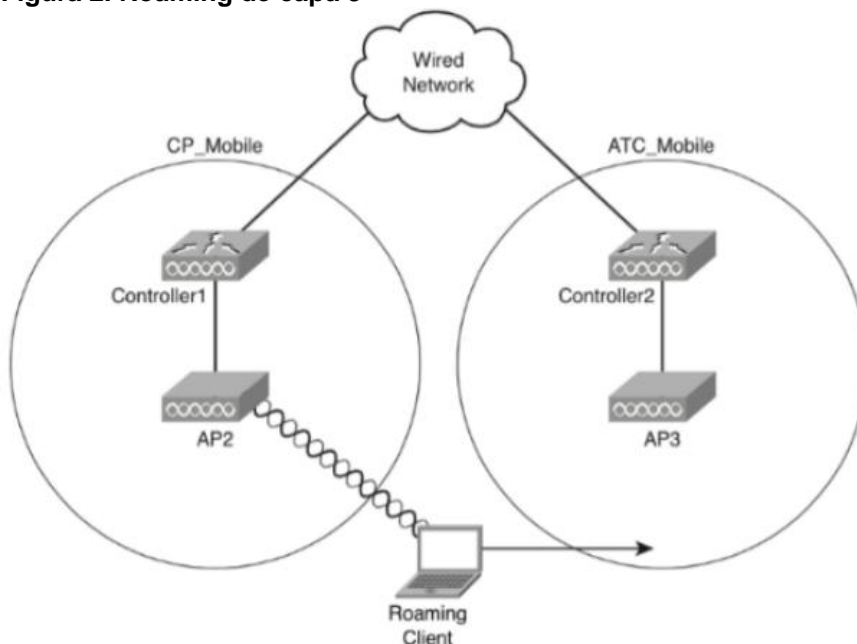 Figura 2. Roaming de capa 3
Wired
Network
CP_Mobile
ATC_Mobile
Controller1
Controller2
AP2
AP3
Roaming
Client